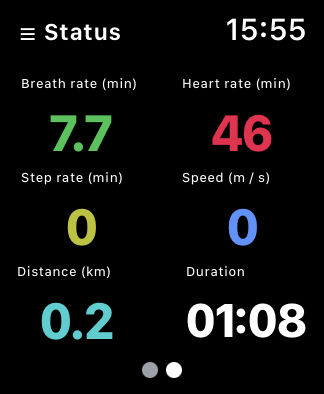 Status 15:55
Breath rate (min) Heart rate (min)
7.7 46
Step rate (min) Speed (m / s)
0 0
Distance (km) Duration
0.2 01:08